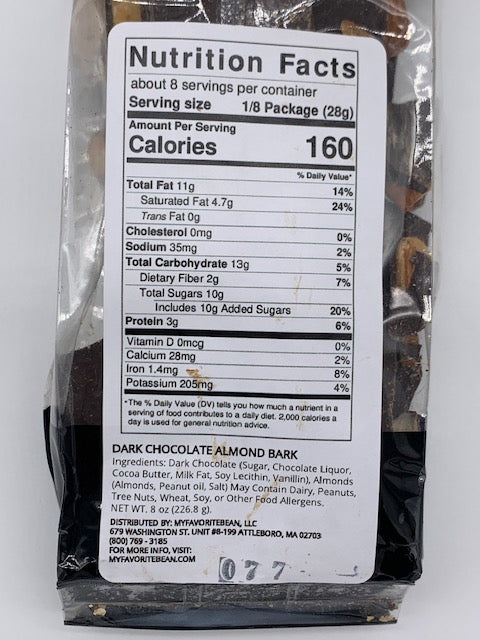 Nutrition Facts
about 8 servings per container
Serving size 1/8 Package (28g)
Amount Per Serving
Calories 160
% Daily Value*
Total Fat 11g 14%
Saturated Fat 4.7g 24%
Trans Fat 0g
Cholesterol 0mg 0%
Sodium 35mg 2%
Total Carbohydrate 13g 5%
Dietary Fiber 2g 7%
Total Sugars 10g
Includes 10g Added Sugars 20%
Protein 3g 6%
Vitamin D 0mcg 0%
Calcium 28mg 2%
Iron 1.4mg 8%
Potassium 205mg 4%
*The % Daily Value (DV) tells you how much a nutrient in a
serving of food contributes to a daily diet. 2,000 calories a
day is used for general nutrition advice.
DARK CHOCOLATE ALMOND BARK
Ingredients: Dark Chocolate (Sugar, Chocolate Liquor,
Cocoa Butter, Milk Fat, Soy Lecithin, Vanillin), Almonds
(Almonds, Peanut oil, Salt) May Contain Dairy, Peanuts,
Tree Nuts, Wheat, Soy, or Other Food Allergens.
NET WT. 8 oz (226.8 g).
DISTRIBUTED BY: MYFAVORITEBEAN, LLC
679 WASHINGTON ST. UNIT #8-199 ATTLEBORO, MA 02703
(800) 769 - 3185
FOR MORE INFO, VISIT:
MYFAVORITEBEAN.COM
077